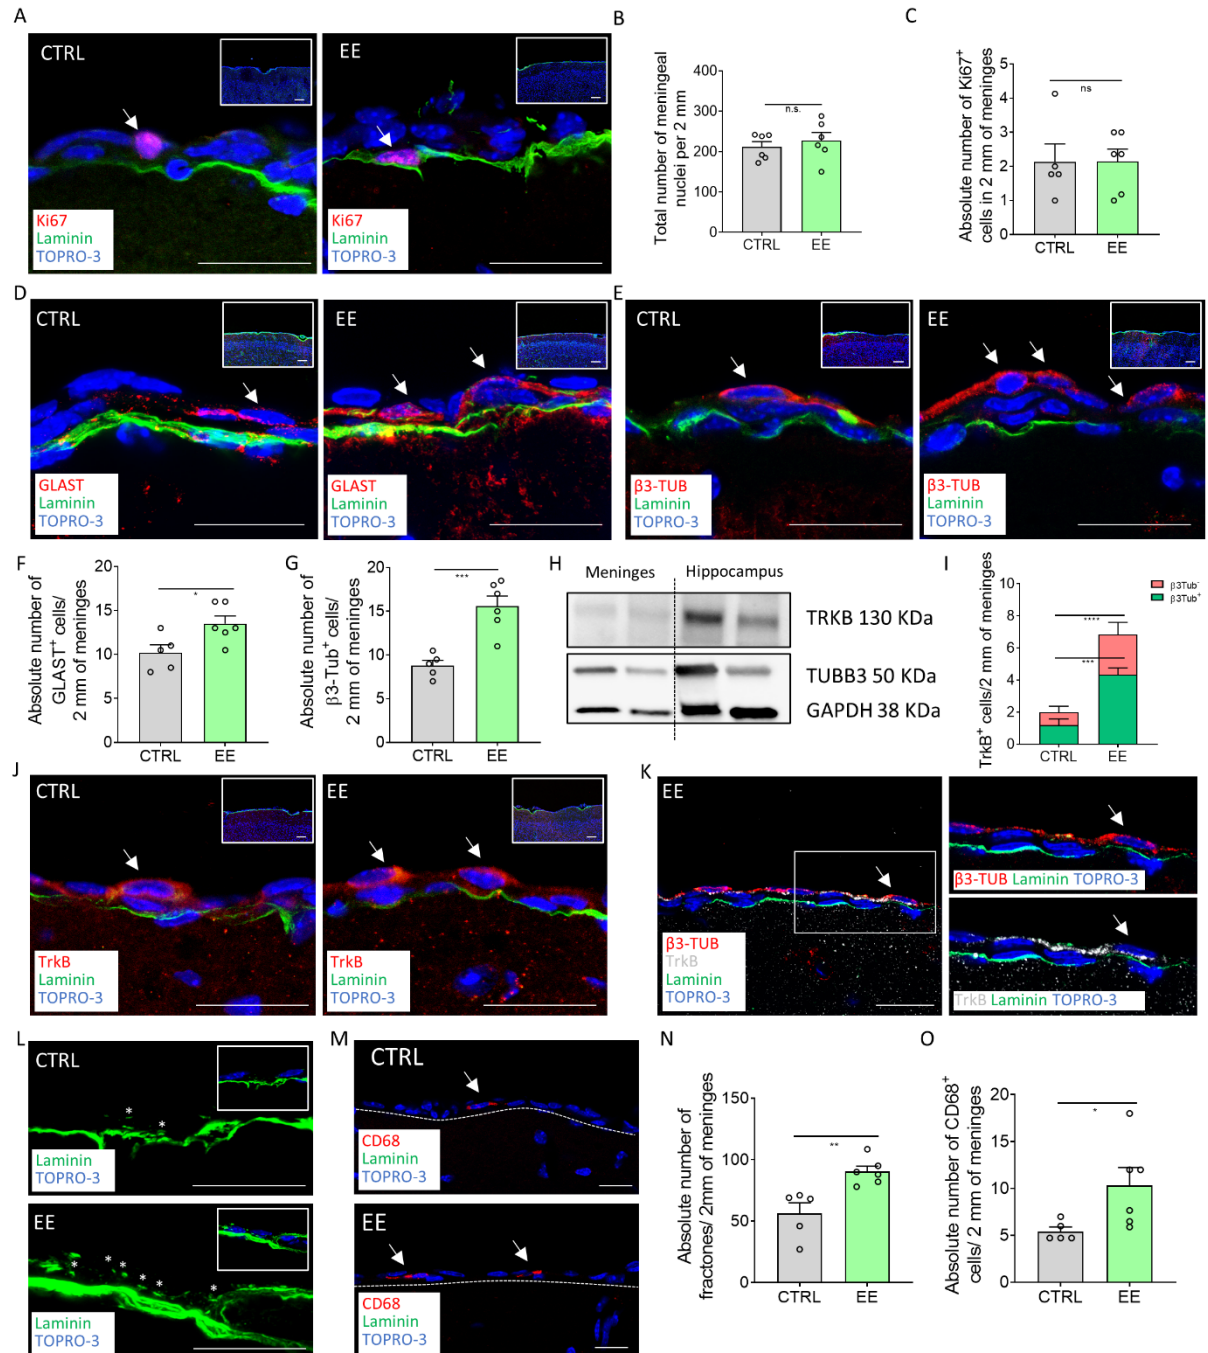 A
CTRL
Ki67
Laminin
TOPRO-3
EE
Ki67
Laminin
TOPRO-3
B
Total number of meningeal
nuclei per 2 mm
400
300
200
100
0
n.s.
CTRL
EE
C
Absolute number of Ki67+
cells in 2 mm of meninges
5
4
3
2
1
0
ns
CTRL
EE
D
CTRL
GLAST
Laminin
TOPRO-3
EE
GLAST
Laminin
TOPRO-3
E
CTRL
β3-TUB
Laminin
TOPRO-3
EE
β3-TUB
Laminin
TOPRO-3
F
Absolute number of
GLAST+ cells/
2 mm of meninges
20
15
10
5
0
*
CTRL
EE
G
Absolute number of
β3-Tub+ cells/
2 mm of meninges
20
15
10
5
0
***
CTRL
EE
H
Meninges
Hippocampus
TRKB 130 KDa
TUBB3 50 KDa
GAPDH 38 KDa
I
TrkB+ cells/2 mm of meninges
10
8
6
4
2
0
β3Tub-
β3Tub+
****
***
CTRL
EE
J
CTRL
TrkB
Laminin
TOPRO-3
EE
TrkB
Laminin
TOPRO-3
K
EE
β3-TUB
TrkB
Laminin
TOPRO-3
β3-TUB Laminin TOPRO-3
TrkB Laminin TOPRO-3
L
CTRL
* *
Laminin
TOPRO-3
EE
* * * * * *
Laminin
TOPRO-3
M
CTRL
CD68
Laminin
TOPRO-3
EE
CD68
Laminin
TOPRO-3
N
Absolute number of
fractones/ 2mm of meninges
150
100
50
0
**
CTRL
EE
O
Absolute number of CD68+
cells/ 2 mm of meninges
20
15
10
5
0
*
CTRL
EE